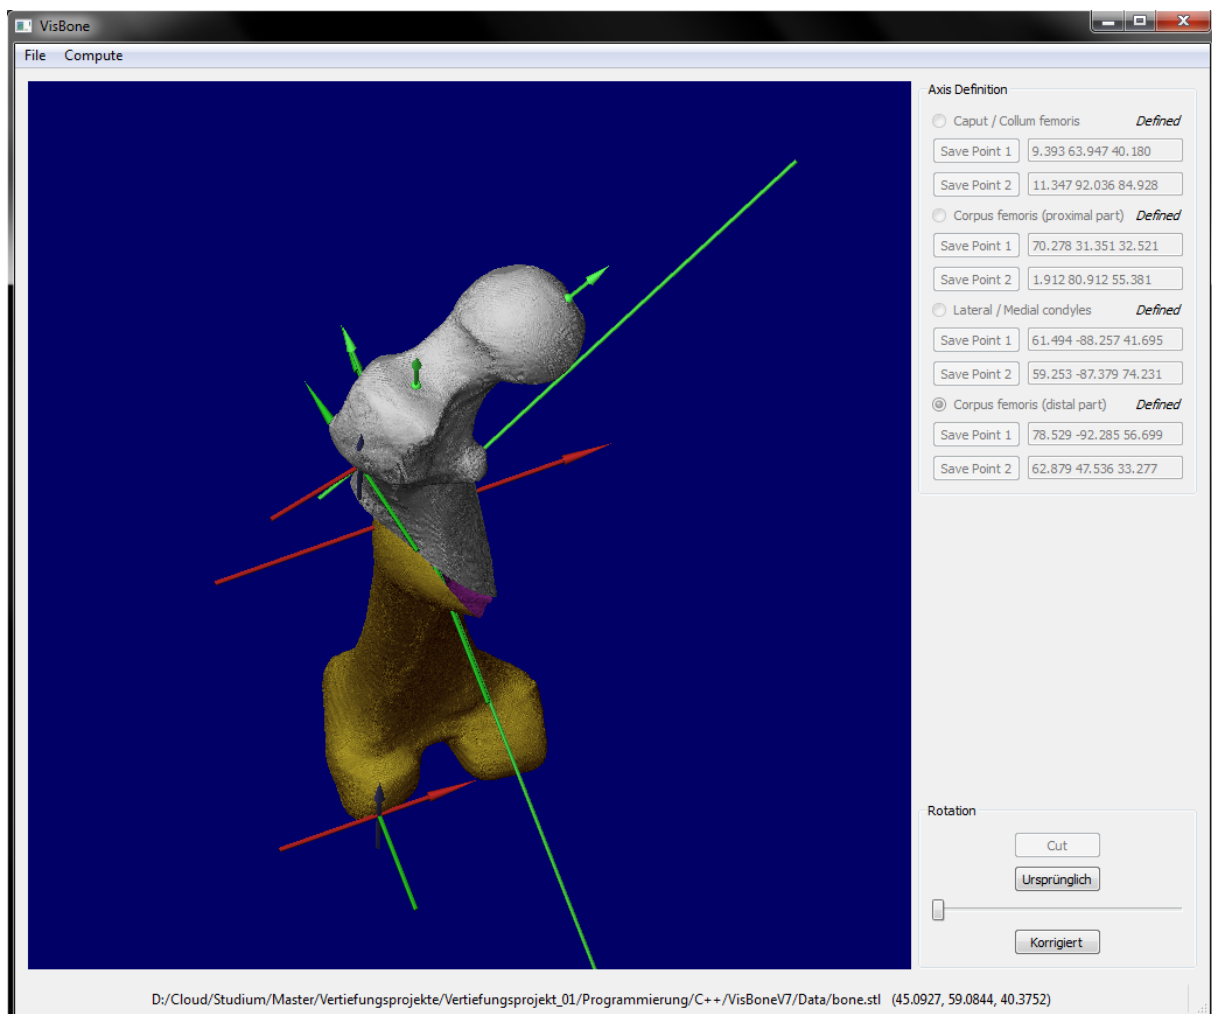 VisBone
File Compute
Axis Definition
Caput / Collum femoris Defined
Save Point 1 9.393 63.947 40.180
Save Point 2 11.347 92.036 84.928
Corpus femoris (proximal part) Defined
Save Point 1 70.278 31.351 32.521
Save Point 2 1.912 80.912 55.381
Lateral / Medial condyles Defined
Save Point 1 61.494 -88.257 41.695
Save Point 2 59.253 -87.379 74.231
Corpus femoris (distal part) Defined
Save Point 1 78.529 -92.285 56.699
Save Point 2 62.879 47.536 33.277
Rotation
Cut
Ursprünglich
Korrigiert
D:/Cloud/Studium/Master/Vertiefungsprojekte/Vertiefungsprojekt_01/Programmierung/C++/VisBoneV7/Data/bone.stl (45.0927, 59.0844, 40.3752)